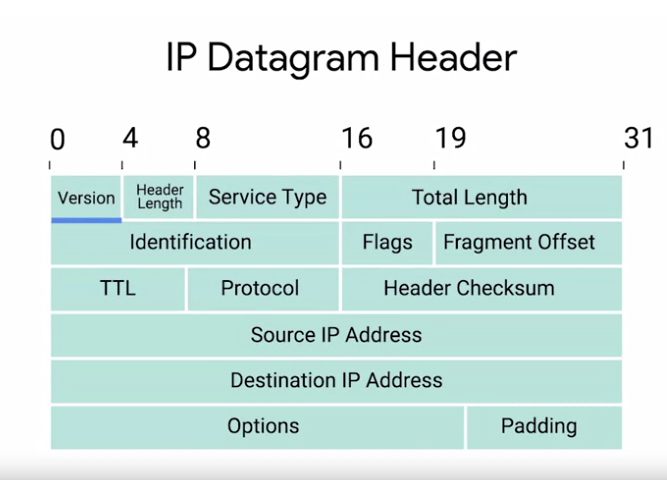 IP Datagram Header
0 4 8 16 19 31
Version Header Length Service Type Total Length
Identification Flags Fragment Offset
TTL Protocol Header Checksum
Source IP Address
Destination IP Address
Options Padding